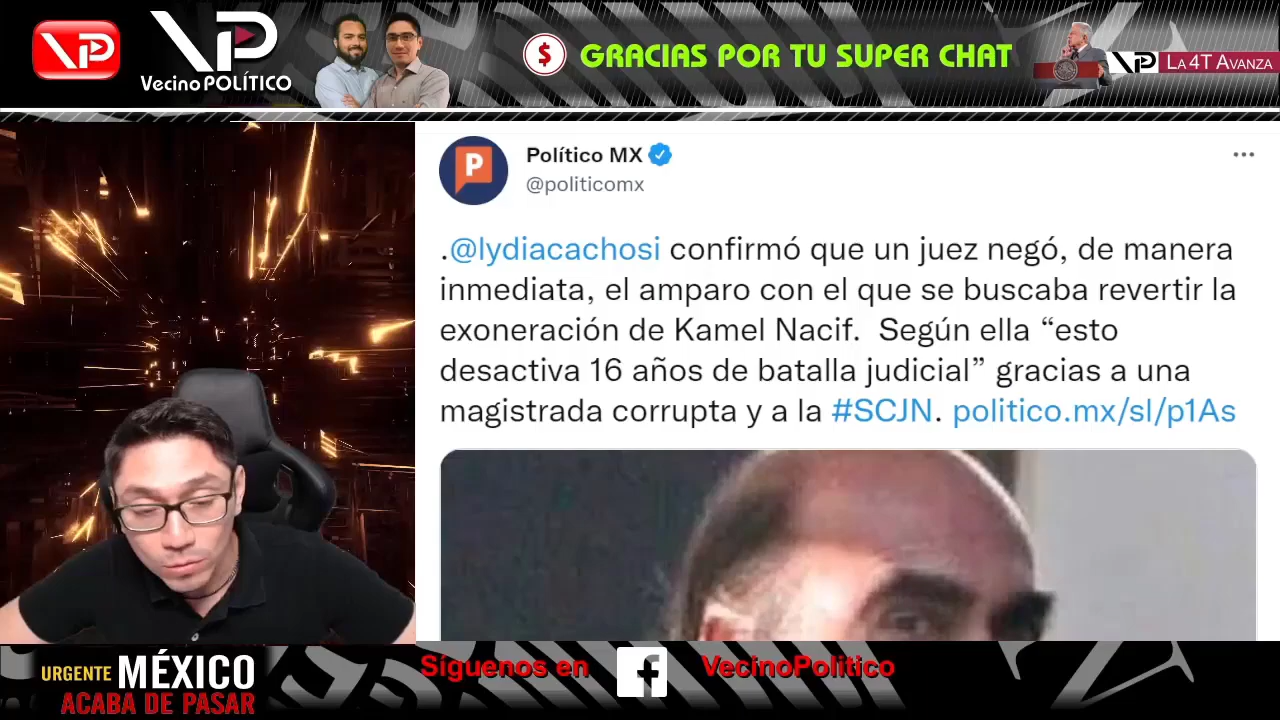 VP
VP
VecinoPOLÍTICO
$ GRACIAS POR TU SUPER CHAT
VP LA 4T AVANZA
P
Político MX
@politicomx
.@lydiacachosi confirmó que un juez negó, de manera
inmediata, el amparo con el que se buscaba revertir la
exoneración de Kamel Nacif. Según ella “esto
desactiva 16 años de batalla judicial” gracias a una
magistrada corrupta y a la #SCJN. politico.mx/sl/p1As
URGENTE MÉXICO
ACABA DE PASAR
Síguenos en f VecinoPolitico